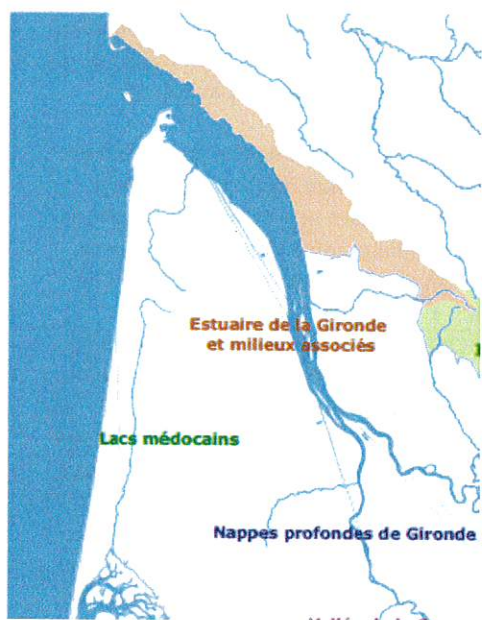 Estuaire de la Gironde
et milieux associés
Lacs médocains
Nappes profondes de Gironde